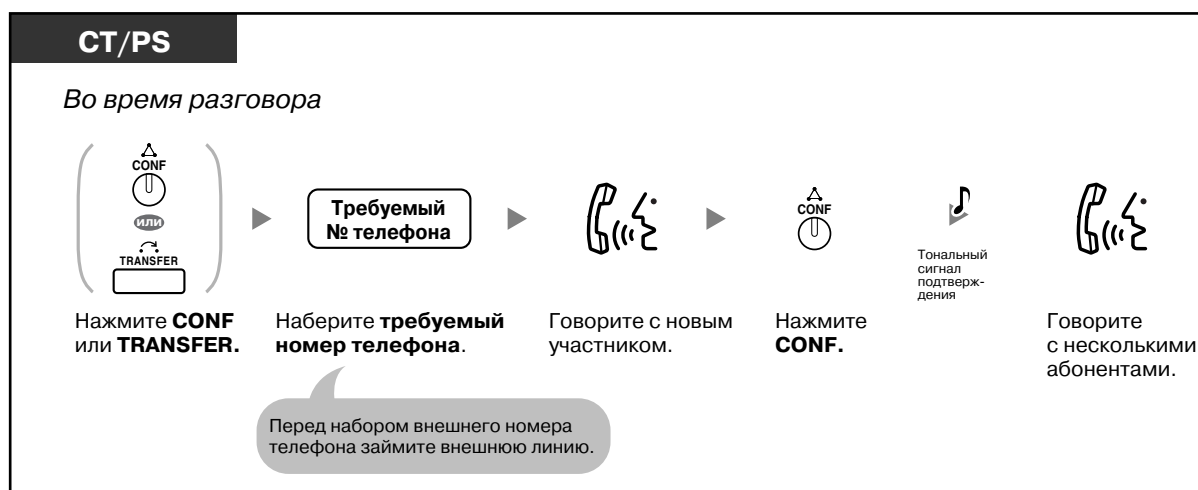 CT/PS
Во время разговора
CONF
или
TRANSFER
Требуемый
№ телефона
CONF
Тональный
сигнал
подтверж-
дения
Нажмите CONF
или TRANSFER.
Наберите требуемый
номер телефона.
Говорите с новым
участником.
Нажмите
CONF.
Говорите
с несколькими
абонентами.
Перед набором внешнего номера
телефона займите внешнюю линию.